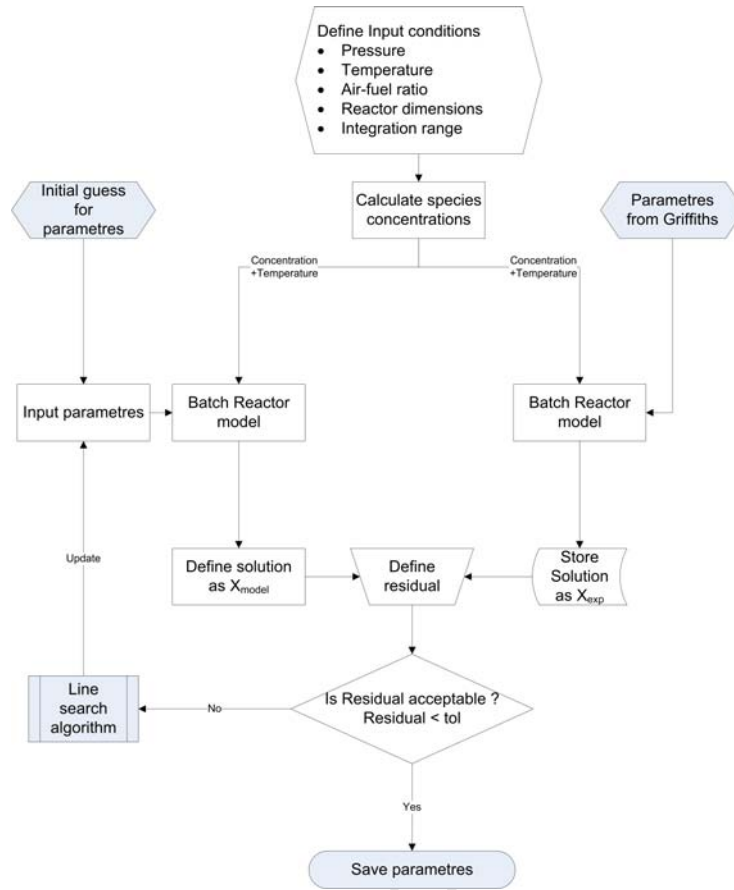 Define Input conditions
• Pressure
• Temperature
• Air-fuel ratio
• Reactor dimensions
• Integration range
Initial guess
for
parametres
Calculate species
concentrations
Parametres
from Griffiths
Concentration
+Temperature
Concentration
+Temperature
Input parametres
Batch Reactor
model
Batch Reactor
model
Update
Define solution
as Xmodel
Define
residual
Store
Solution
as Xexp
Line
search
algorithm
No
Is Residual acceptable ?
Residual < tol
Yes
Save parametres